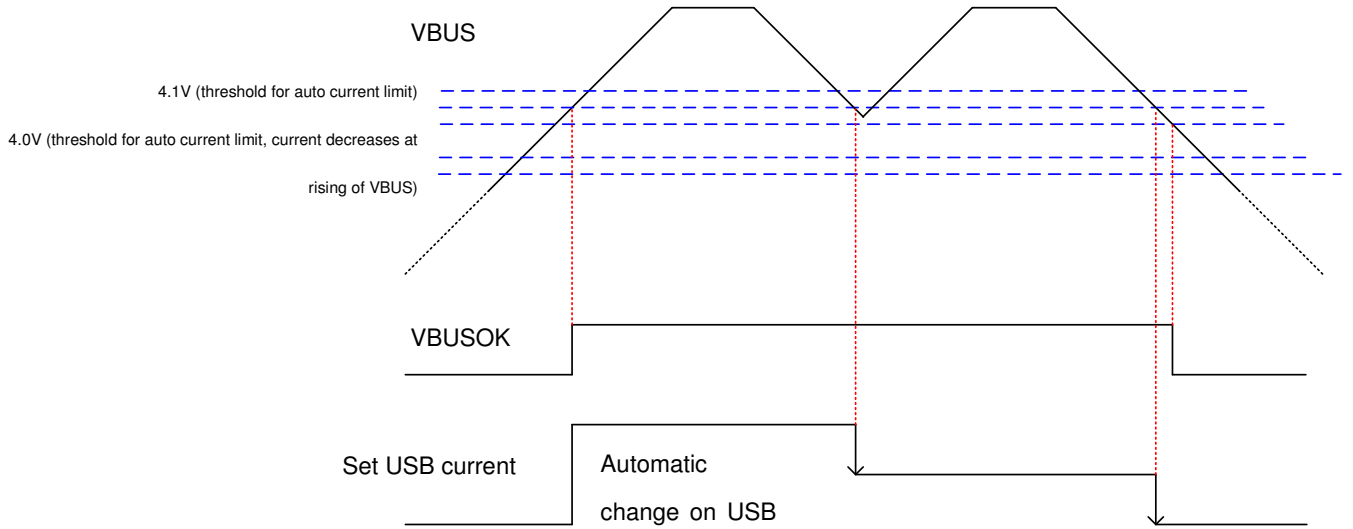 VBUS
4.1V (threshold for auto current limit)
4.0V (threshold for auto current limit, current decreases at
rising of VBUS)
VBUSOK
Set USB current
Automatic
change on USB